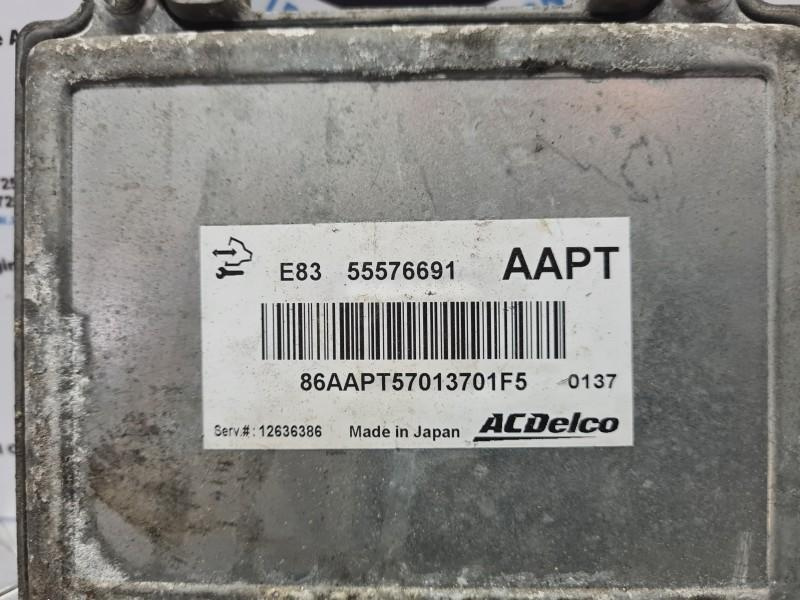 E83 55576691 AAPT
86AAPT57013701F5 0137
Serv.#: 12636386 Made in Japan ACDelco